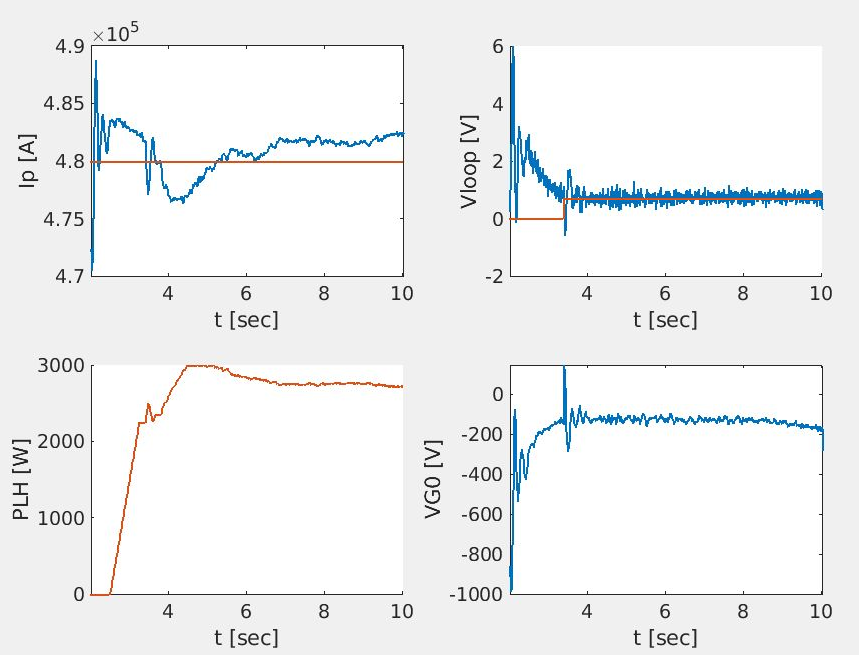 ×10⁵
4.9
4.85
4.8
4.75
4.7
Ip [A]
4 6 8 10
t [sec]
6
4
2
0
-2
Vloop [V]
4 6 8 10
t [sec]
3000
2000
1000
0
PLH [W]
4 6 8 10
t [sec]
0
-200
-400
-600
-800
-1000
VG0 [V]
4 6 8 10
t [sec]